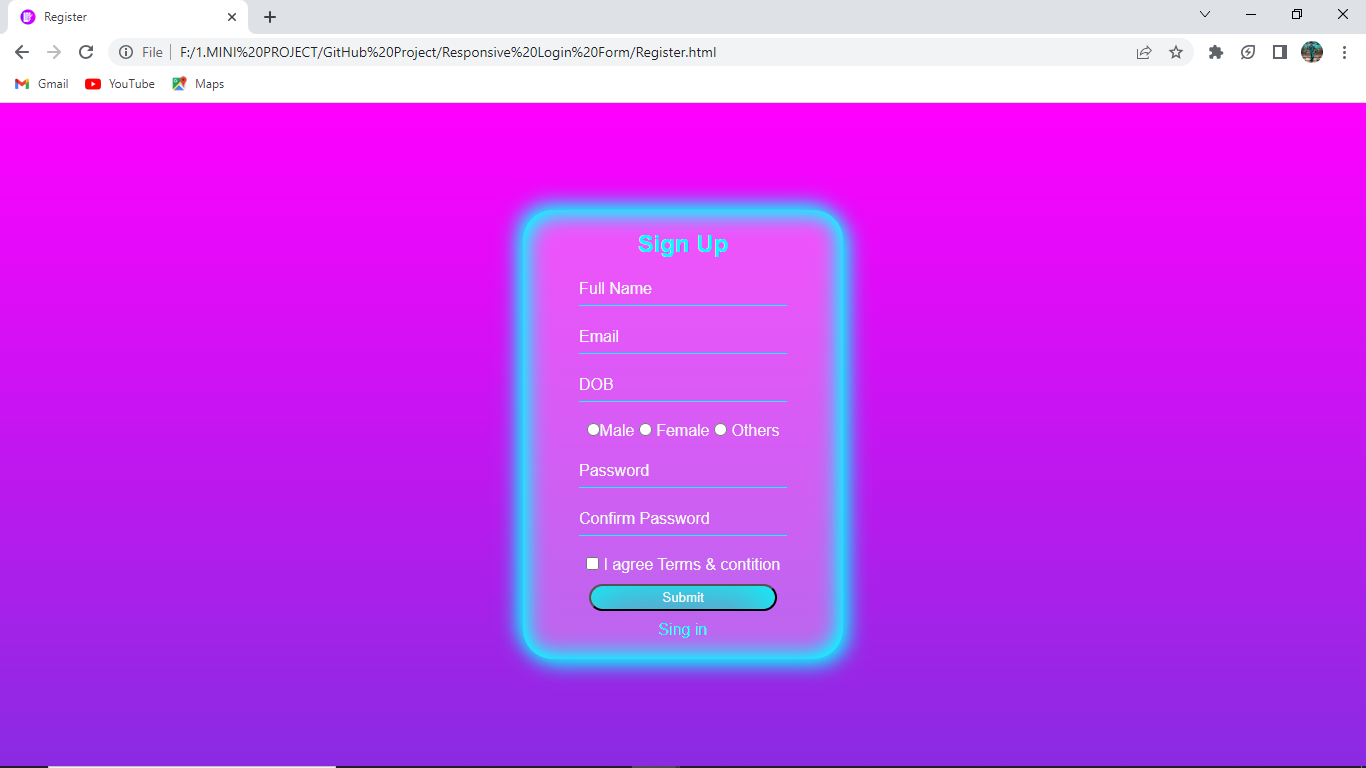 Register
File F:/1.MINI%20PROJECT/GitHub%20Project/Responsive%20Login%20Form/Register.html
Gmail YouTube Maps
Sign Up
Full Name
Email
DOB
Male Female Others
Password
Confirm Password
I agree Terms & contition
Submit
Sing in